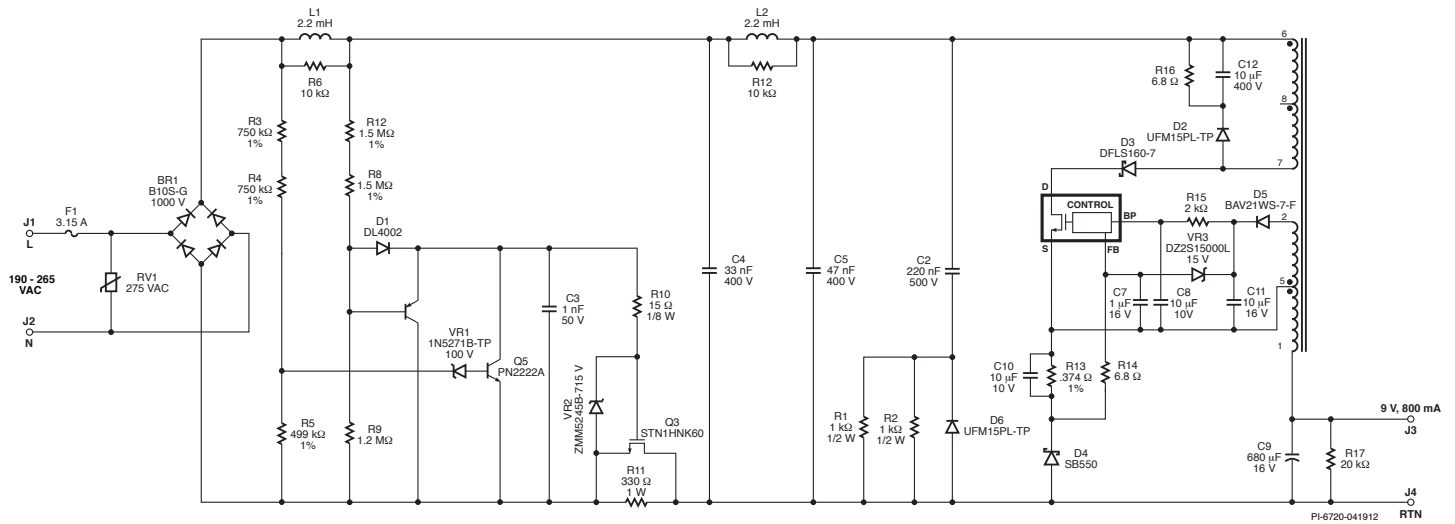 L1
2.2 mH
L2
2.2 mH
R6
10 kΩ
R12
10 kΩ
R3
750 kΩ
1%
R12
1.5 MΩ
1%
R4
750 kΩ
1%
R8
1.5 MΩ
1%
BR1
B10S-G
1000 V
F1
3.15 A
J1
L
190 - 265
VAC
RV1
275 VAC
J2
N
D1
DL4002
VR1
1N5271B-TP
100 V
Q5
PN2222A
C3
1 nF
50 V
R10
15 Ω
1/8 W
VR2
ZMM5245B-715 V
Q3
STN1HNK60
R5
499 kΩ
1%
R9
1.2 MΩ
R11
330 Ω
1 W
C4
33 nF
400 V
C5
47 nF
400 V
C2
220 nF
500 V
R1
1 kΩ
1/2 W
R2
1 kΩ
1/2 W
D6
UFM15PL-TP
R16
6.8 Ω
C12
10 µF
400 V
D2
UFM15PL-TP
D3
DFLS160-7
6
8
7
D
CONTROL
BP
S
FB
R15
2 kΩ
D5
BAV21WS-7-F
2
VR3
DZ2S15000L
15 V
C7
1 µF
16 V
C8
10 µF
10V
C11
10 µF
16 V
5
1
C10
10 µF
10 V
R13
.374 Ω
1%
R14
6.8 Ω
D4
SB550
9 V, 800 mA
J3
C9
680 µF
16 V
R17
20 kΩ
J4
RTN
PI-6720-041912